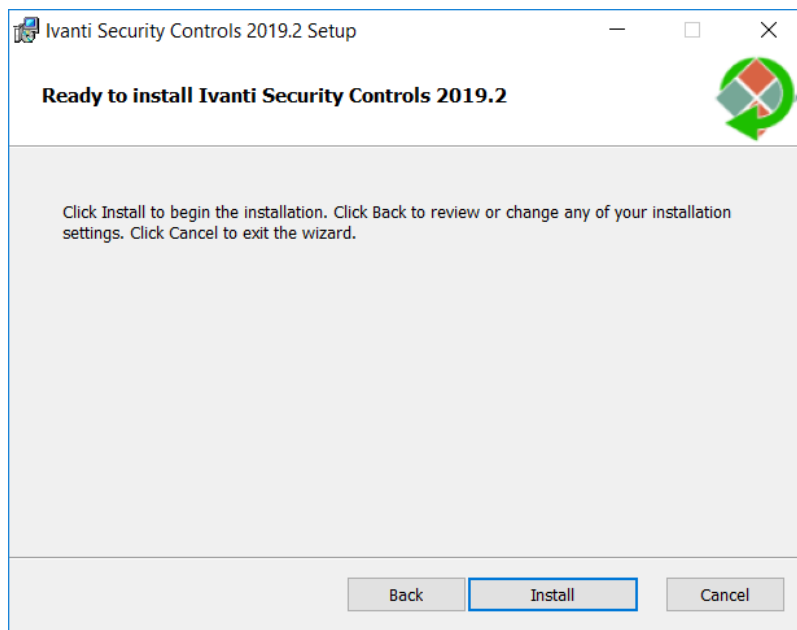 Ivanti Security Controls 2019.2 Setup
Ready to install Ivanti Security Controls 2019.2
Click Install to begin the installation. Click Back to review or change any of your installation
settings. Click Cancel to exit the wizard.
Back Install Cancel